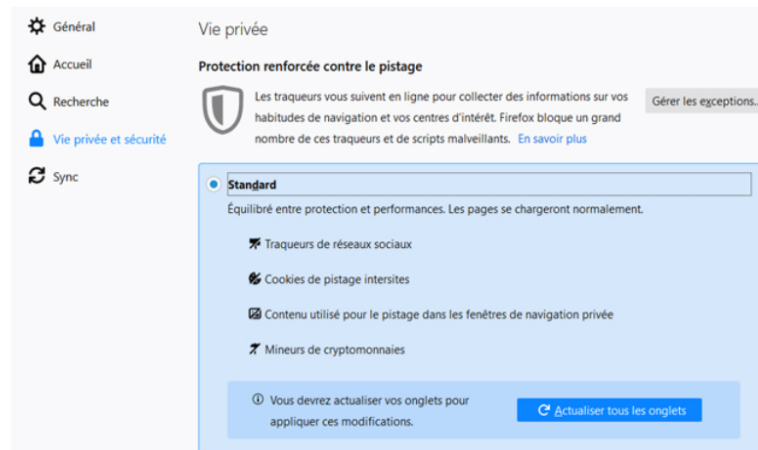 Général
Accueil
Recherche
Vie privée et sécurité
Sync
Vie privée
Protection renforcée contre le pistage
Les traqueurs vous suivent en ligne pour collecter des informations sur vos
habitudes de navigation et vos centres d'intérêt. Firefox bloque un grand
nombre de ces traqueurs et de scripts malveillants. En savoir plus
Gérer les exceptions..
Standard
Équilibré entre protection et performances. Les pages se chargeront normalement.
Traqueurs de réseaux sociaux
Cookies de pistage intersites
Contenu utilisé pour le pistage dans les fenêtres de navigation privée
Mineurs de cryptomonnaies
Vous devrez actualiser vos onglets pour
appliquer ces modifications.
Actualiser tous les onglets